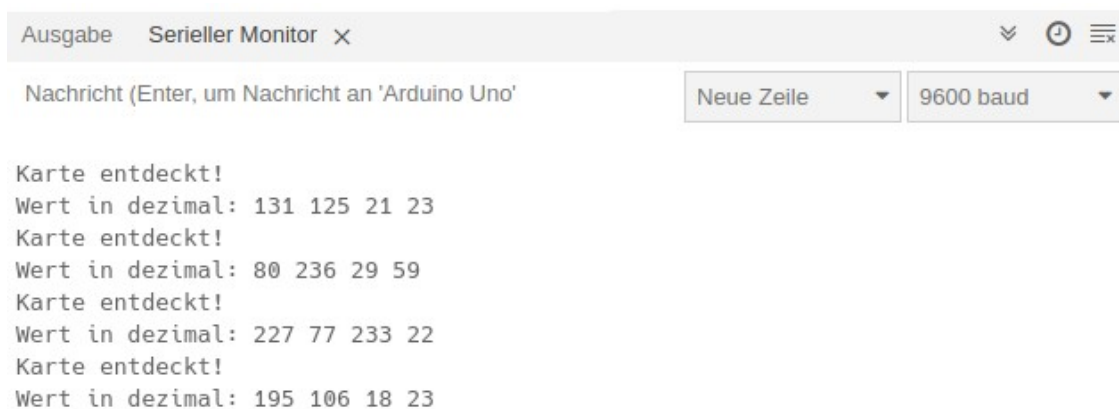 Ausgabe Serieller Monitor ×
Nachricht (Enter, um Nachricht an 'Arduino Uno' Neue Zeile 9600 baud
Karte entdeckt!
Wert in dezimal: 131 125 21 23
Karte entdeckt!
Wert in dezimal: 80 236 29 59
Karte entdeckt!
Wert in dezimal: 227 77 233 22
Karte entdeckt!
Wert in dezimal: 195 106 18 23